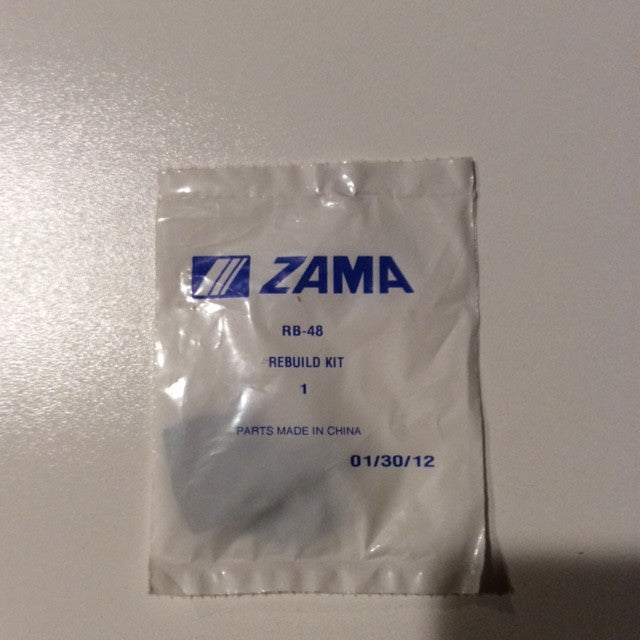 ZAMA
RB-48
REBUILD KIT
1
PARTS MADE IN CHINA
01/30/12